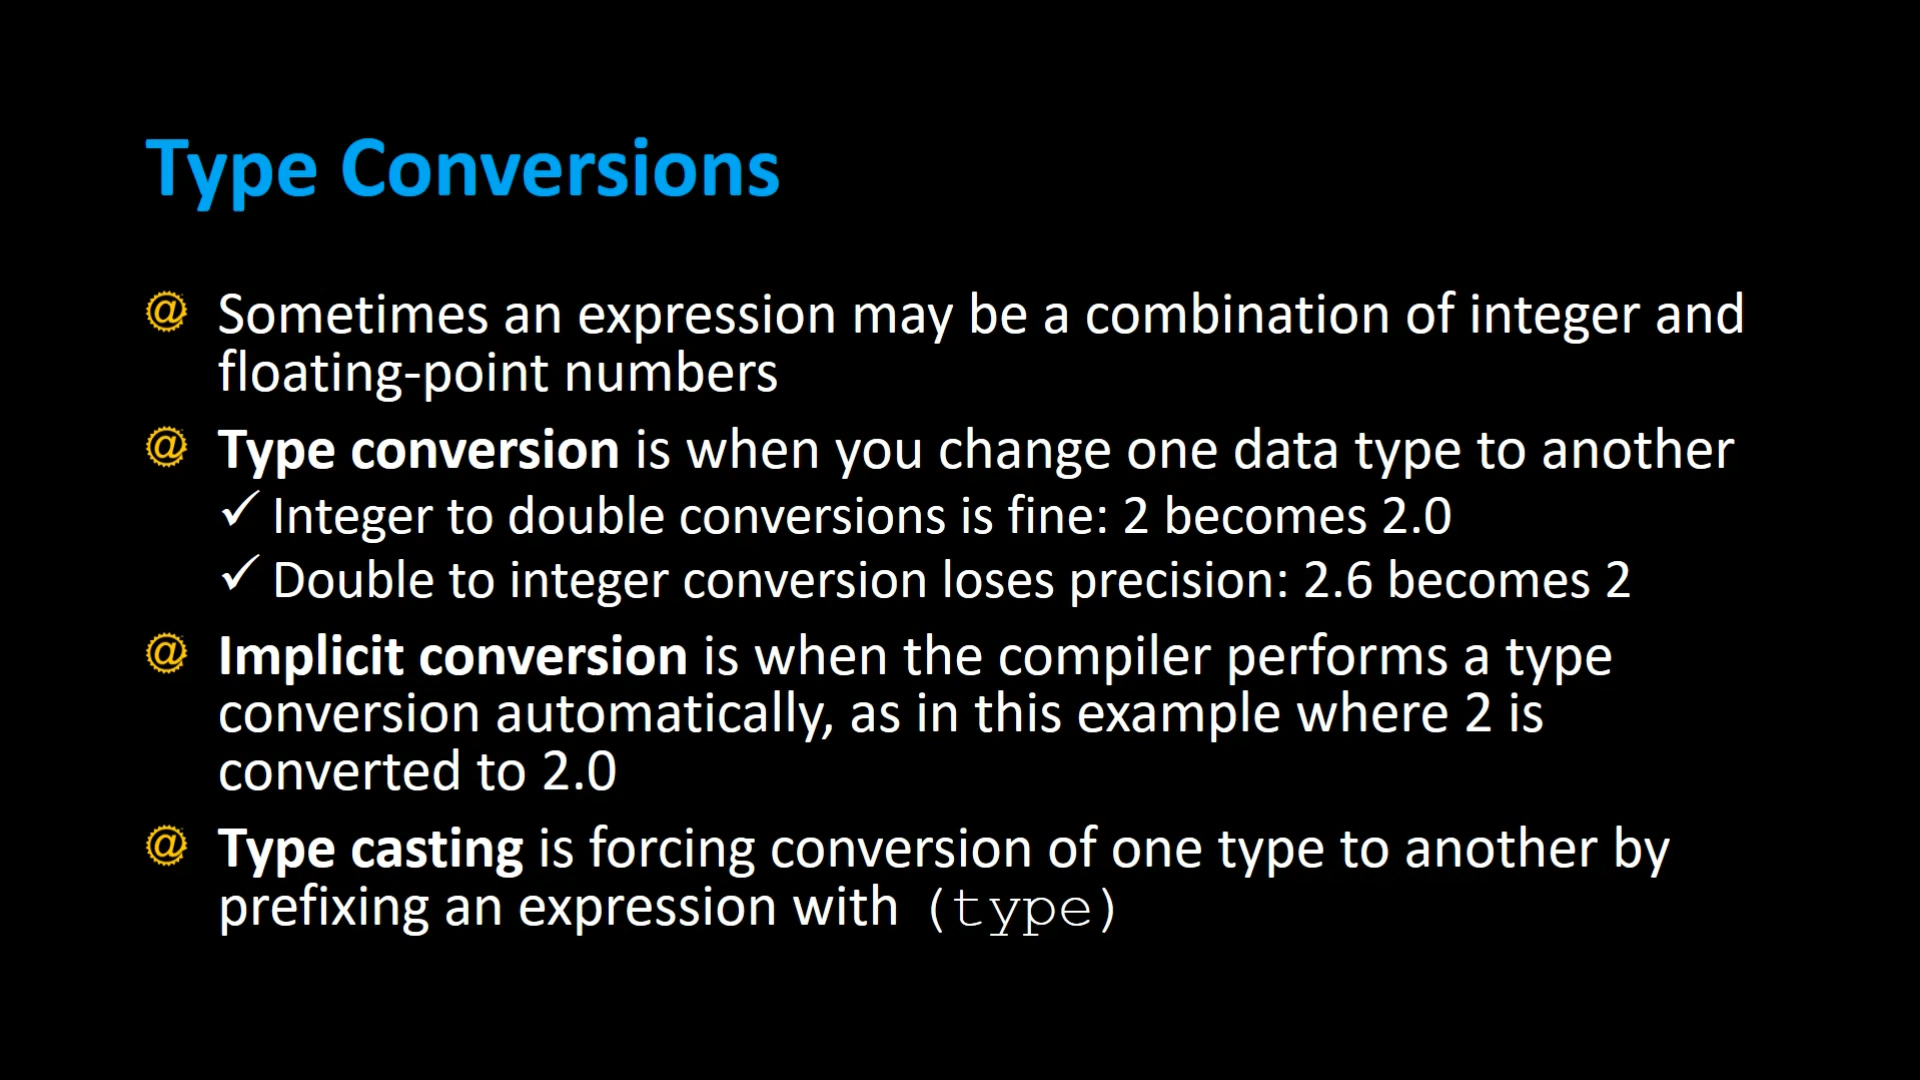 Type Conversions
@ Sometimes an expression may be a combination of integer and
floating-point numbers
@ Type conversion is when you change one data type to another
✓ Integer to double conversions is fine: 2 becomes 2.0
✓ Double to integer conversion loses precision: 2.6 becomes 2
@ Implicit conversion is when the compiler performs a type
conversion automatically, as in this example where 2 is
converted to 2.0
@ Type casting is forcing conversion of one type to another by
prefixing an expression with (type)